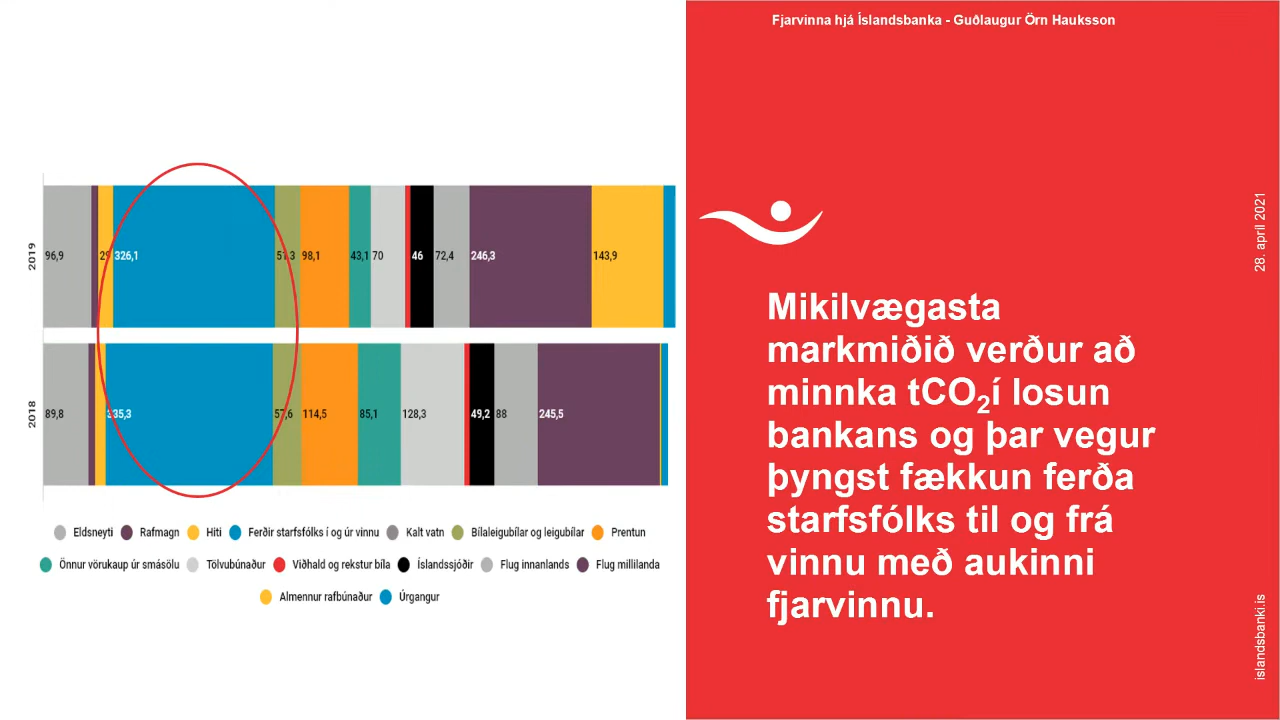 Fjarvinna hjá Íslandsbanka - Guðlaugur Örn Hauksson
2019
96,9
29
326,1
51,3
98,1
43,1
70
46
72,4
246,3
143,9
2018
89,8
335,3
57,6
114,5
85,1
128,3
49,2
88
245,5
Eldsneyti Rafmagn Hiti Ferðir starfsfólks í og úr vinnu Kalt vatn Bílaleigubílar og leigubílar Prentun
Önnur vörukaup úr smásölu Tölvubúnaður Viðhald og rekstur bíla Íslandssjóðir Flug innanlands Flug millilanda
Almennur rafbúnaður Úrgangur
Mikilvægasta
markmiðið verður að
minnka tCO₂í losun
bankans og þar vegur
þyngst fækkun ferða
starfsfólks til og frá
vinnu með aukinni
fjarvinnu.
28. apríl 2021
islandsbanki.is